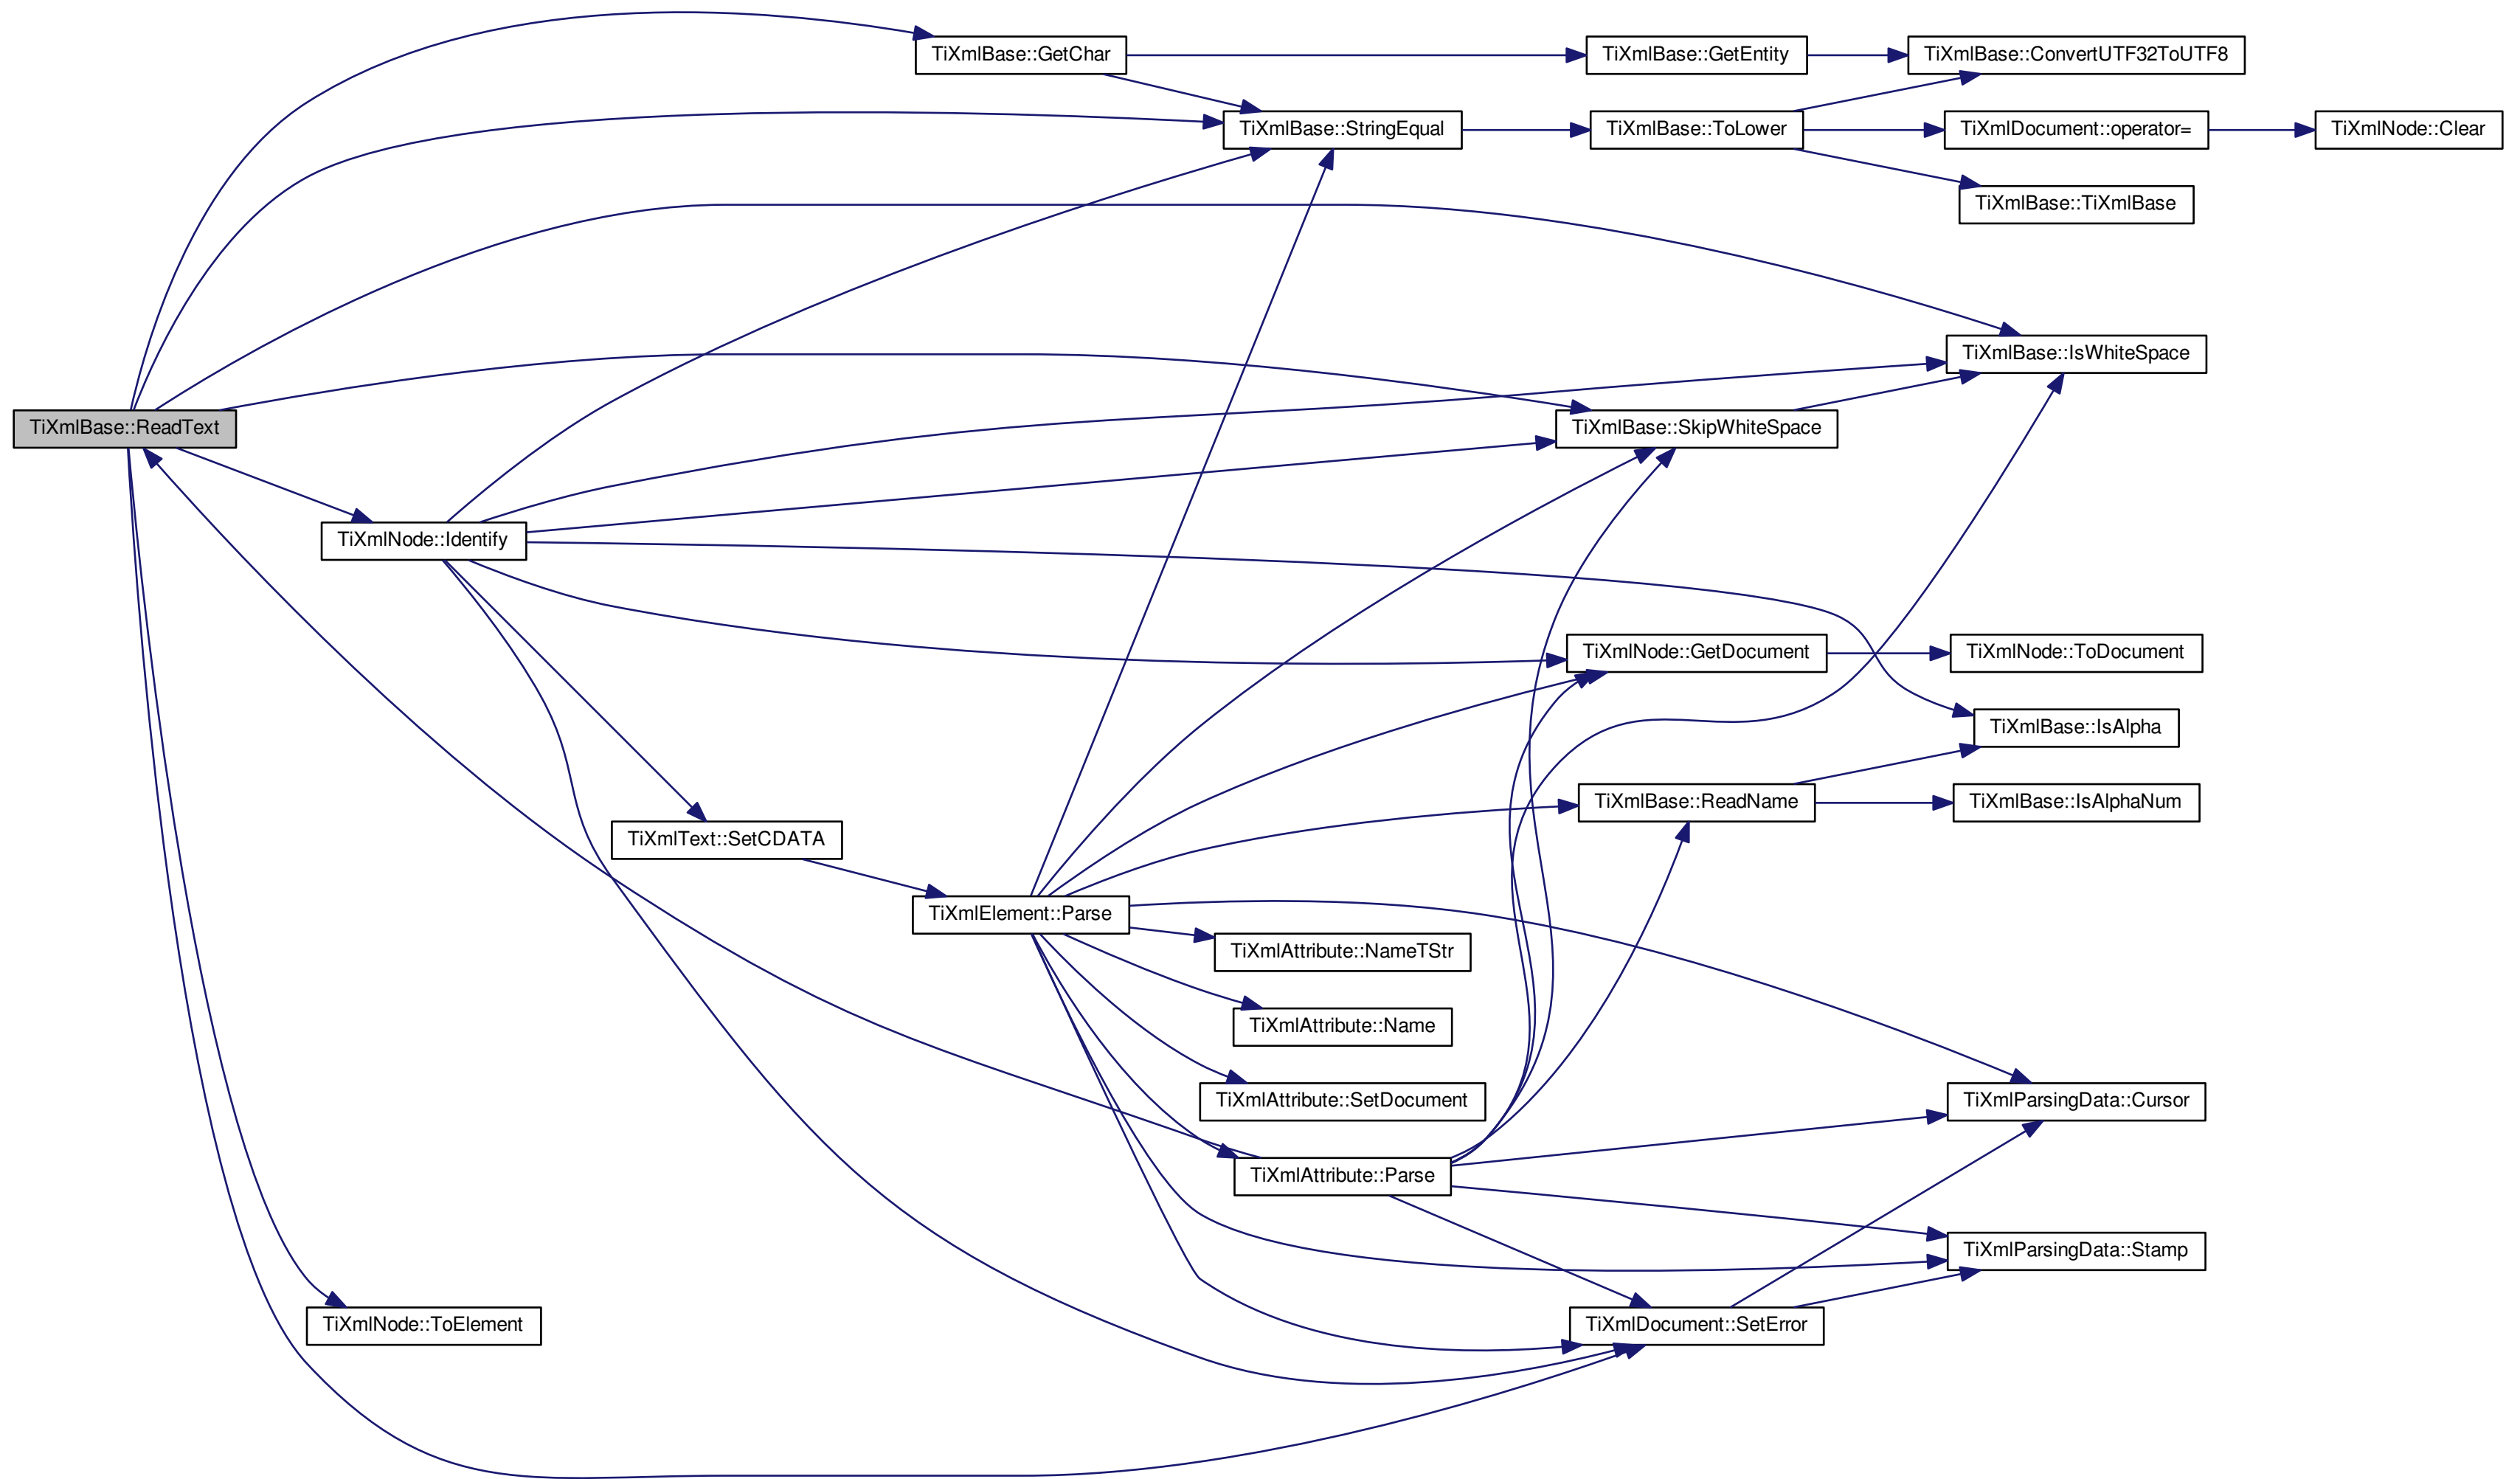 TiXmlBase::GetChar
TiXmlBase::GetEntity
TiXmlBase::ConvertUTF32ToUTF8
TiXmlBase::StringEqual
TiXmlBase::ToLower
TiXmlDocument::operator=
TiXmlNode::Clear
TiXmlBase::TiXmlBase
TiXmlBase::IsWhiteSpace
TiXmlBase::ReadText
TiXmlBase::SkipWhiteSpace
TiXmlNode::Identify
TiXmlNode::GetDocument
TiXmlNode::ToDocument
TiXmlBase::IsAlpha
TiXmlBase::ReadName
TiXmlBase::IsAlphaNum
TiXmlText::SetCDATA
TiXmlElement::Parse
TiXmlAttribute::NameTStr
TiXmlAttribute::Name
TiXmlAttribute::SetDocument
TiXmlParsingData::Cursor
TiXmlAttribute::Parse
TiXmlParsingData::Stamp
TiXmlNode::ToElement
TiXmlDocument::SetError